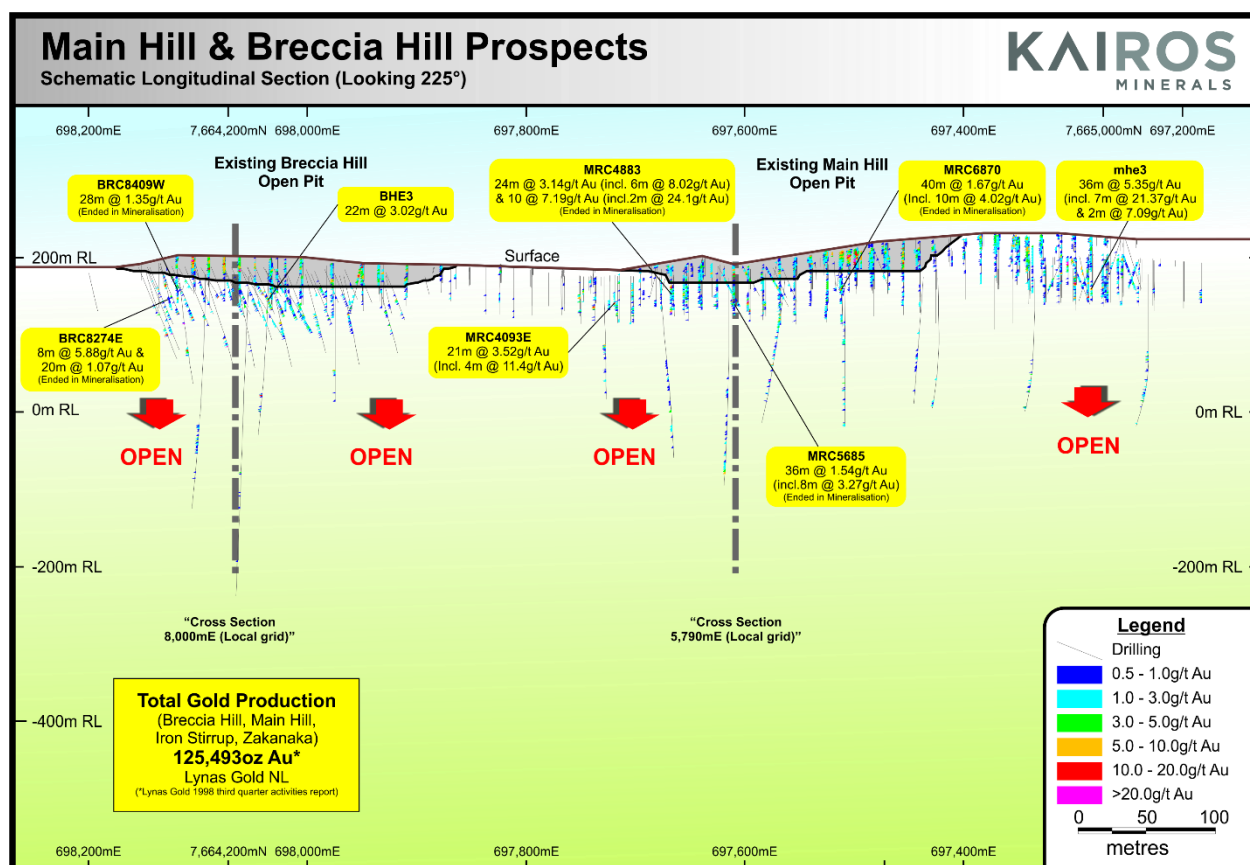 Main Hill & Breccia Hill Prospects
Schematic Longitudinal Section (Looking 225°)
KAIROS
MINERALS
698,200mE
7,664,200mN
698,000mE
697,800mE
697,600mE
697,400mE
7,665,000mN
697,200mE
Existing Breccia Hill
Open Pit
Existing Main Hill
Open Pit
BRC8409W
28m @ 1.35g/t Au
(Ended in Mineralisation)
BHE3
22m @ 3.02g/t Au
MRC4883
24m @ 3.14g/t Au (incl. 6m @ 8.02g/t Au)
& 10 @ 7.19g/t Au (incl.2m @ 24.1g/t Au)
(Ended in Mineralisation)
MRC6870
40m @ 1.67g/t Au
(Incl. 10m @ 4.02g/t Au)
(Ended in Mineralisation)
mhe3
36m @ 5.35g/t Au
(incl. 7m @ 21.37g/t Au
& 2m @ 7.09g/t Au)
200m RL
Surface
200m RL
BRC8274E
8m @ 5.88g/t Au &
20m @ 1.07g/t Au
(Ended in Mineralisation)
MRC4093E
21m @ 3.52g/t Au
(Incl. 4m @ 11.4g/t Au)
0m RL
0m RL
OPEN
OPEN
OPEN
OPEN
MRC5685
36m @ 1.54g/t Au
(incl.8m @ 3.27g/t Au)
(Ended in Mineralisation)
-200m RL
-200m RL
“Cross Section
8,000mE (Local grid)”
“Cross Section
5,790mE (Local grid)”
Total Gold Production
(Breccia Hill, Main Hill,
Iron Stirrup, Zakanaka)
125,493oz Au*
Lynas Gold NL
(*Lynas Gold 1998 third quarter activities report)
-400m RL
Legend
Drilling
0.5 - 1.0g/t Au
1.0 - 3.0g/t Au
3.0 - 5.0g/t Au
5.0 - 10.0g/t Au
10.0 - 20.0g/t Au
>20.0g/t Au
0 50 100
metres
698,200mE
7,664,200mN
698,000mE
697,800mE
697,600mE
697,400mE